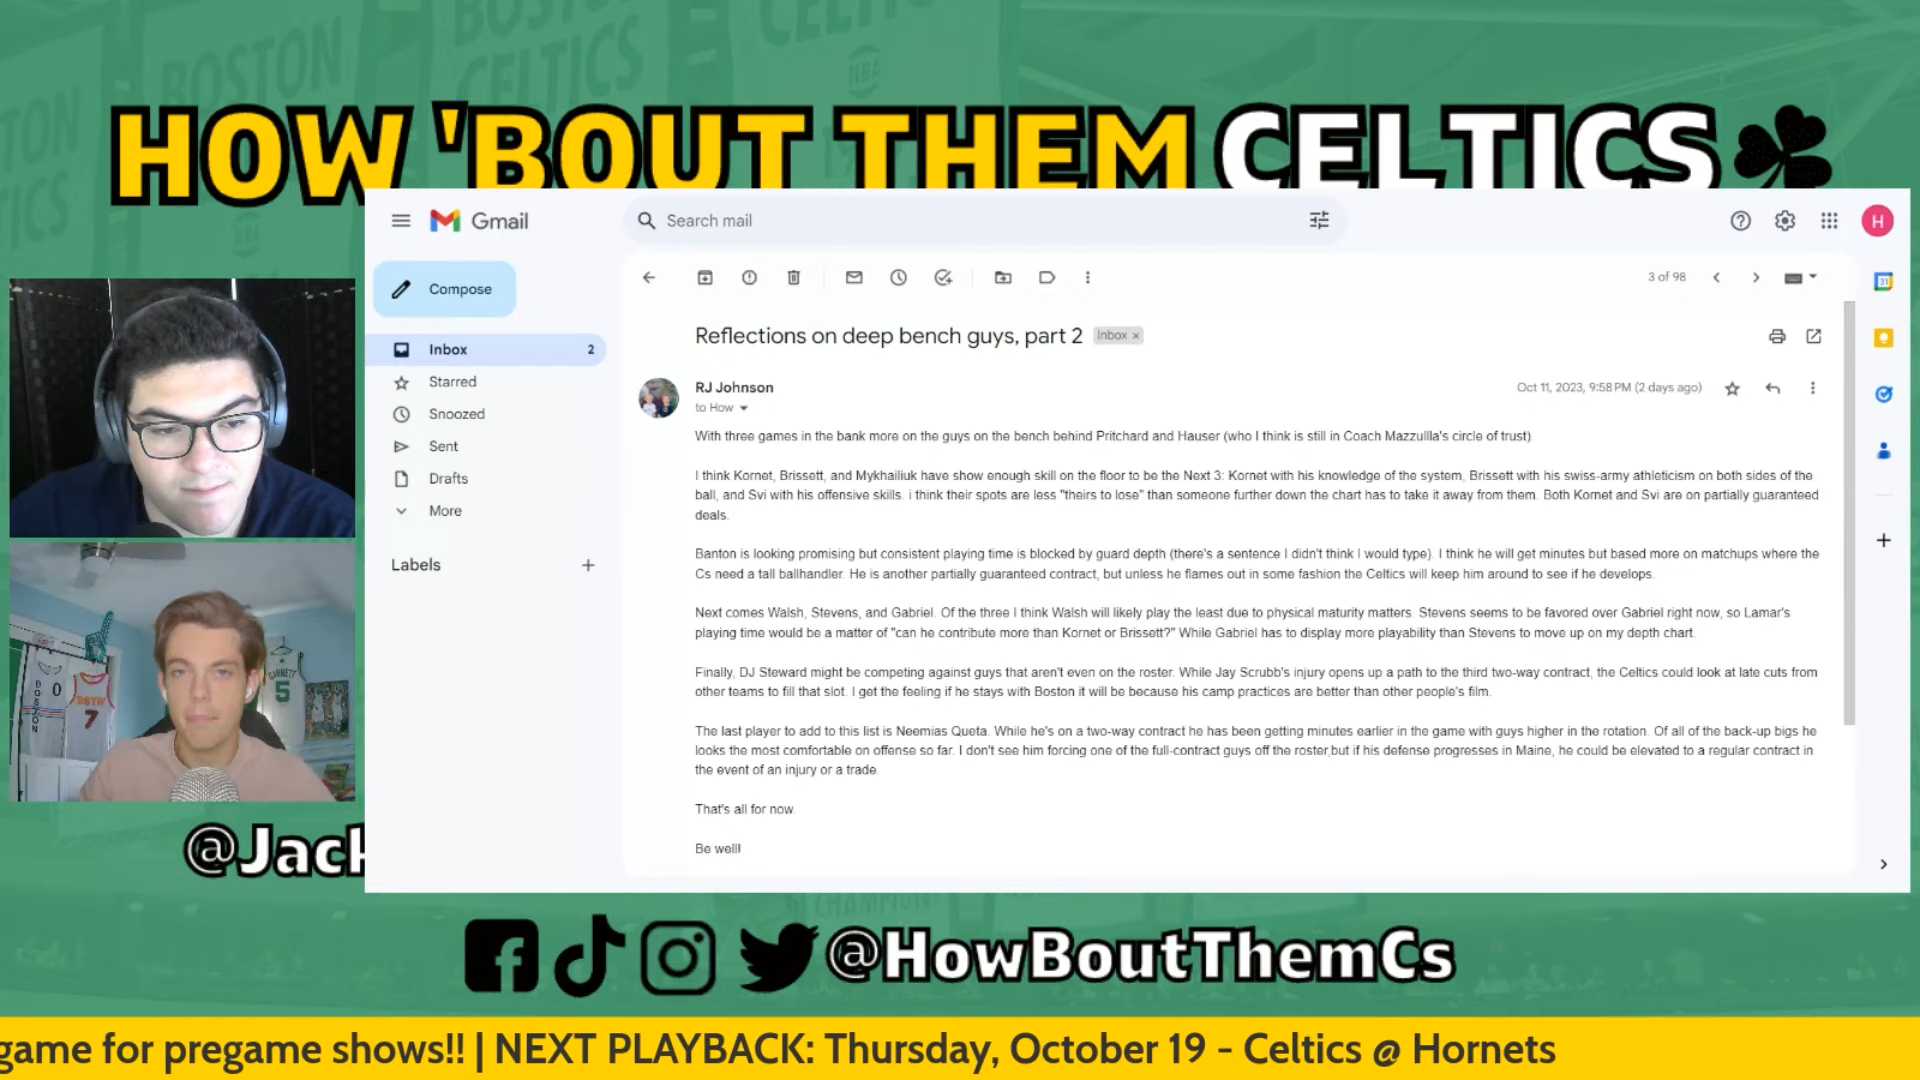 BOSTON
CELTICS
BOSTON
CELTICS
CELTIC
NBA
HOW 'BOUT THEM CELTICS
Gmail
Search mail
H
Compose
3 of 98
Inbox 2
Starred
Snoozed
Sent
Drafts
More
Labels
31
Reflections on deep bench guys, part 2 Inbox ×
RJ Johnson
Oct 11, 2023, 9:58 PM (2 days ago)
to How
With three games in the bank more on the guys on the bench behind Pritchard and Hauser (who I think is still in Coach Mazzullla's circle of trust).
I think Kornet, Brissett, and Mykhailiuk have show enough skill on the floor to be the Next 3: Kornet with his knowledge of the system, Brissett with his swiss-army athleticism on both sides of the
ball, and Svi with his offensive skills. i think their spots are less "theirs to lose" than someone further down the chart has to take it away from them. Both Kornet and Svi are on partially guaranteed
deals.
Banton is looking promising but consistent playing time is blocked by guard depth (there's a sentence I didn't think I would type). I think he will get minutes but based more on matchups where the
Cs need a tall ballhandler. He is another partially guaranteed contract, but unless he flames out in some fashion the Celtics will keep him around to see if he develops.
Next comes Walsh, Stevens, and Gabriel. Of the three I think Walsh will likely play the least due to physical maturity matters. Stevens seems to be favored over Gabriel right now, so Lamar's
playing time would be a matter of "can he contribute more than Kornet or Brissett?" While Gabriel has to display more playability than Stevens to move up on my depth chart.
Finally, DJ Steward might be competing against guys that aren't even on the roster. While Jay Scrubb's injury opens up a path to the third two-way contract, the Celtics could look at late cuts from
other teams to fill that slot. I get the feeling if he stays with Boston it will be because his camp practices are better than other people's film.
The last player to add to this list is Neemias Queta. While he's on a two-way contract he has been getting minutes earlier in the game with guys higher in the rotation. Of all of the back-up bigs he
looks the most comfortable on offense so far. I don't see him forcing one of the full-contract guys off the roster,but if his defense progresses in Maine, he could be elevated to a regular contract in
the event of an injury or a trade.
That's all for now.
Be well!
BOSTON
0
7
GARNETT
5
@Jack
@HowBoutThemCs
game for pregame shows!! | NEXT PLAYBACK: Thursday, October 19 - Celtics @ Hornets